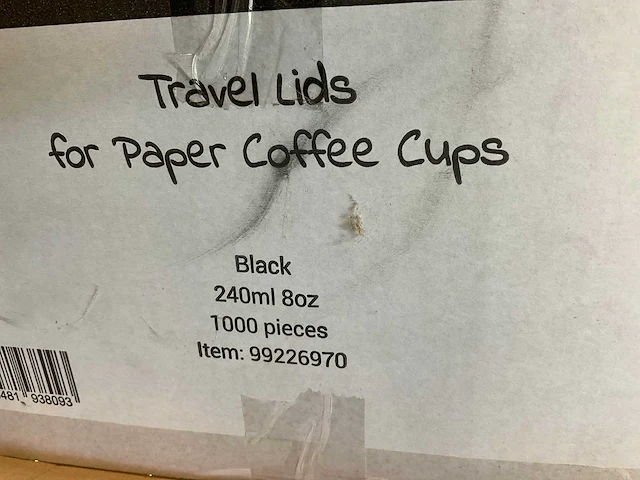 Travel Lids
for Paper Coffee Cups
Black
240ml 8oz
1000 pieces
Item: 99226970
481 938093